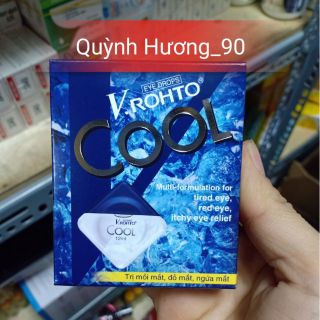 Quỳnh Hương_90
EYE DROPS
V.ROHTO®
COOL
Multi-formulation for
tired eye,
red eye,
itchy eye relief
V.ROHTO
COOL
12ml
Trị mỏi mắt, đỏ mắt, ngứa mắt